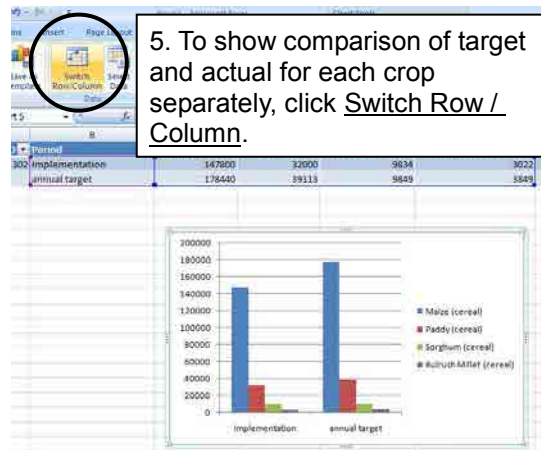 Insert Page Layout
Switch Row/Column
Data
5. To show comparison of target
and actual for each crop
separately, click Switch Row /
Column.
B
Period
302 Implementation 147800 32000 9834 3022
annual target 178440 39113 9849 3849
200000
180000
160000
140000
120000
100000
80000
60000
40000
20000
0
Implementation annual target
Maize (cereal)
Paddy (cereal)
Sorghum (cereal)
Bulrush Millet (cereal)